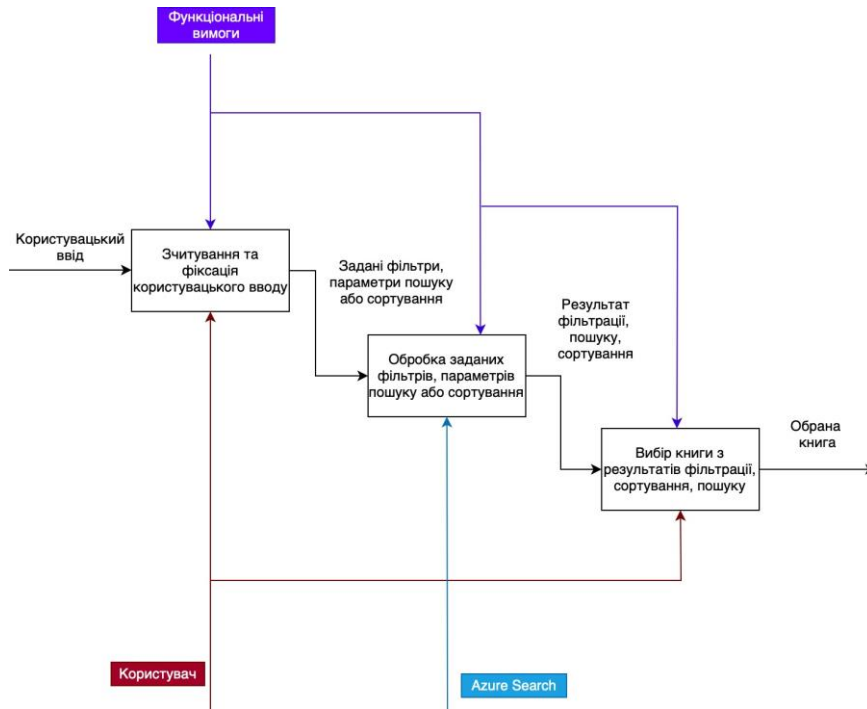 Функціональні
вимоги
Користувацький
ввід
Зчитування та
фіксація
користувацького вводу
Задані фільтри,
параметри пошуку
або сортування
Обробка заданих
фільтрів, параметрів
пошуку або сортування
Результат
фільтрації,
пошуку,
сортування
Вибір книги з
результатів фільтрації,
сортування, пошуку
Обрана
книга
Користувач
Azure Search